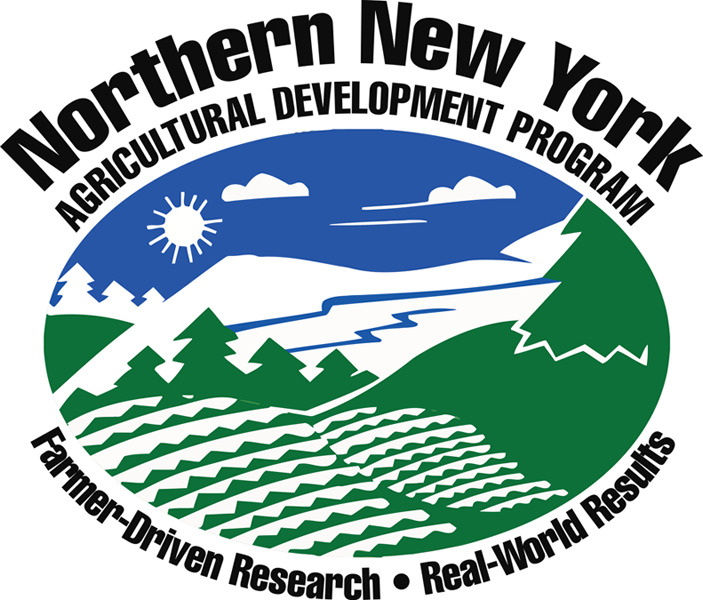 Northern New York
AGRICULTURAL DEVELOPMENT PROGRAM
Farmer-Driven Research • Real-World Results